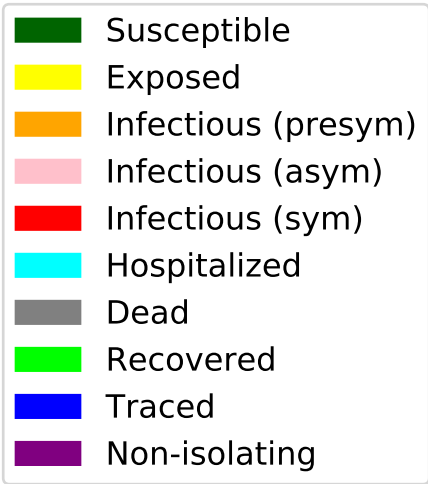 Susceptible
Exposed
Infectious (presym)
Infectious (asym)
Infectious (sym)
Hospitalized
Dead
Recovered
Traced
Non-isolating